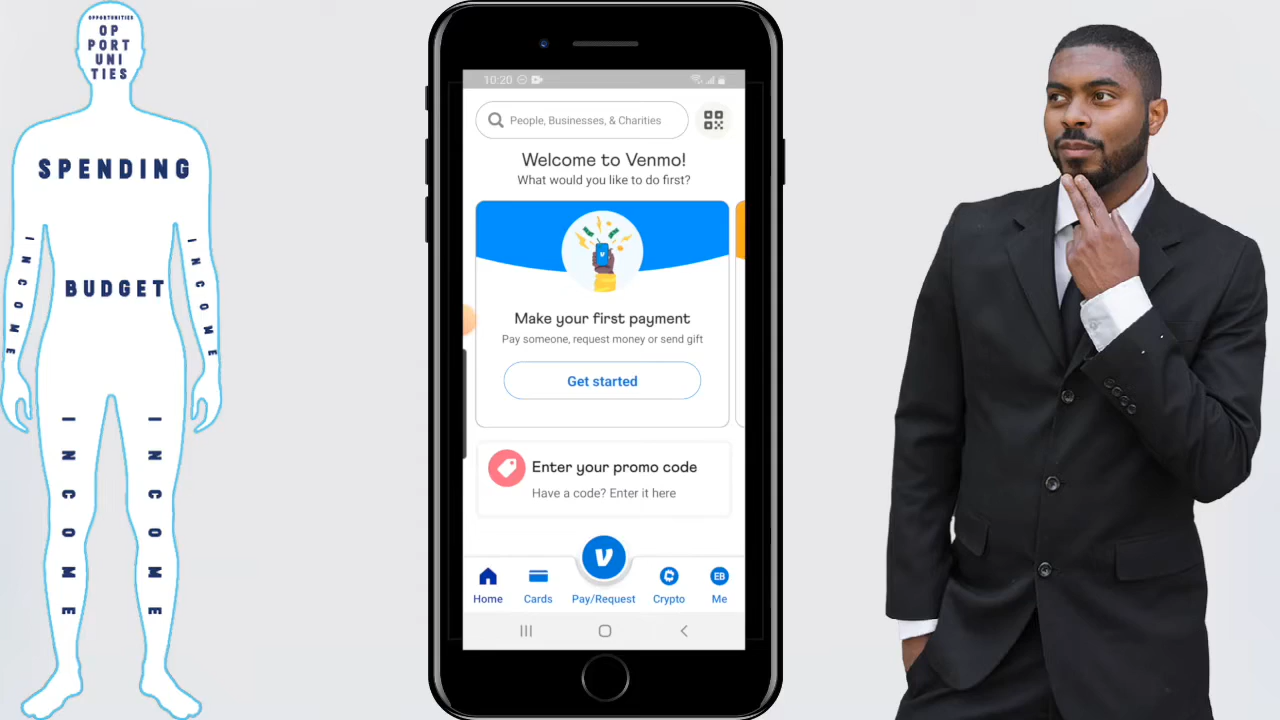 OPPORTUNITIES
OP
PORT
UNI
TIES
SPENDING
INCOME
INCOME
BUDGET
INCOME
INCOME
10:20
People, Businesses, & Charities
Welcome to Venmo!
What would you like to do first?
Make your first payment
Pay someone, request money or send gift
Get started
Enter your promo code
Have a code? Enter it here
V
Home
Cards
Pay/Request
Crypto
EB
Me